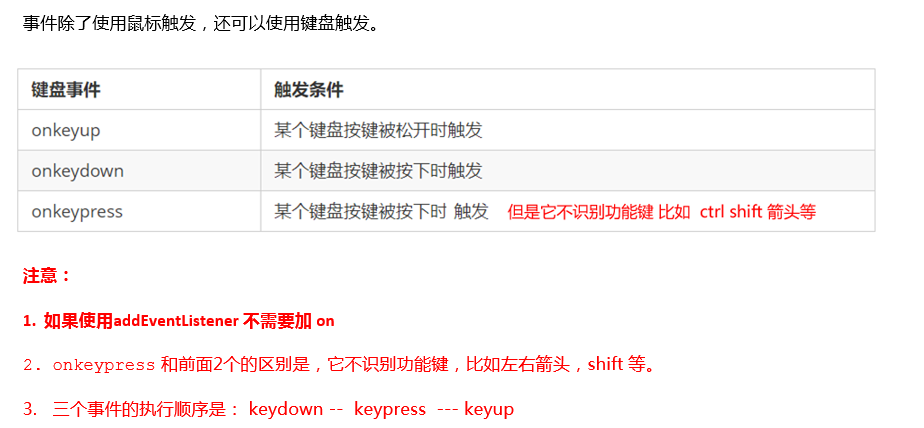 事件除了使用鼠标触发，还可以使用键盘触发。
键盘事件 触发条件
onkeyup 某个键盘按键被松开时触发
onkeydown 某个键盘按键被按下时触发
onkeypress 某个键盘按键被按下时 触发 但是它不识别功能键 比如 ctrl shift 箭头等
注意：
1. 如果使用addEventListener 不需要加 on
2. onkeypress 和前面2个的区别是，它不识别功能键，比如左右箭头，shift 等。
3. 三个事件的执行顺序是： keydown -- keypress --- keyup